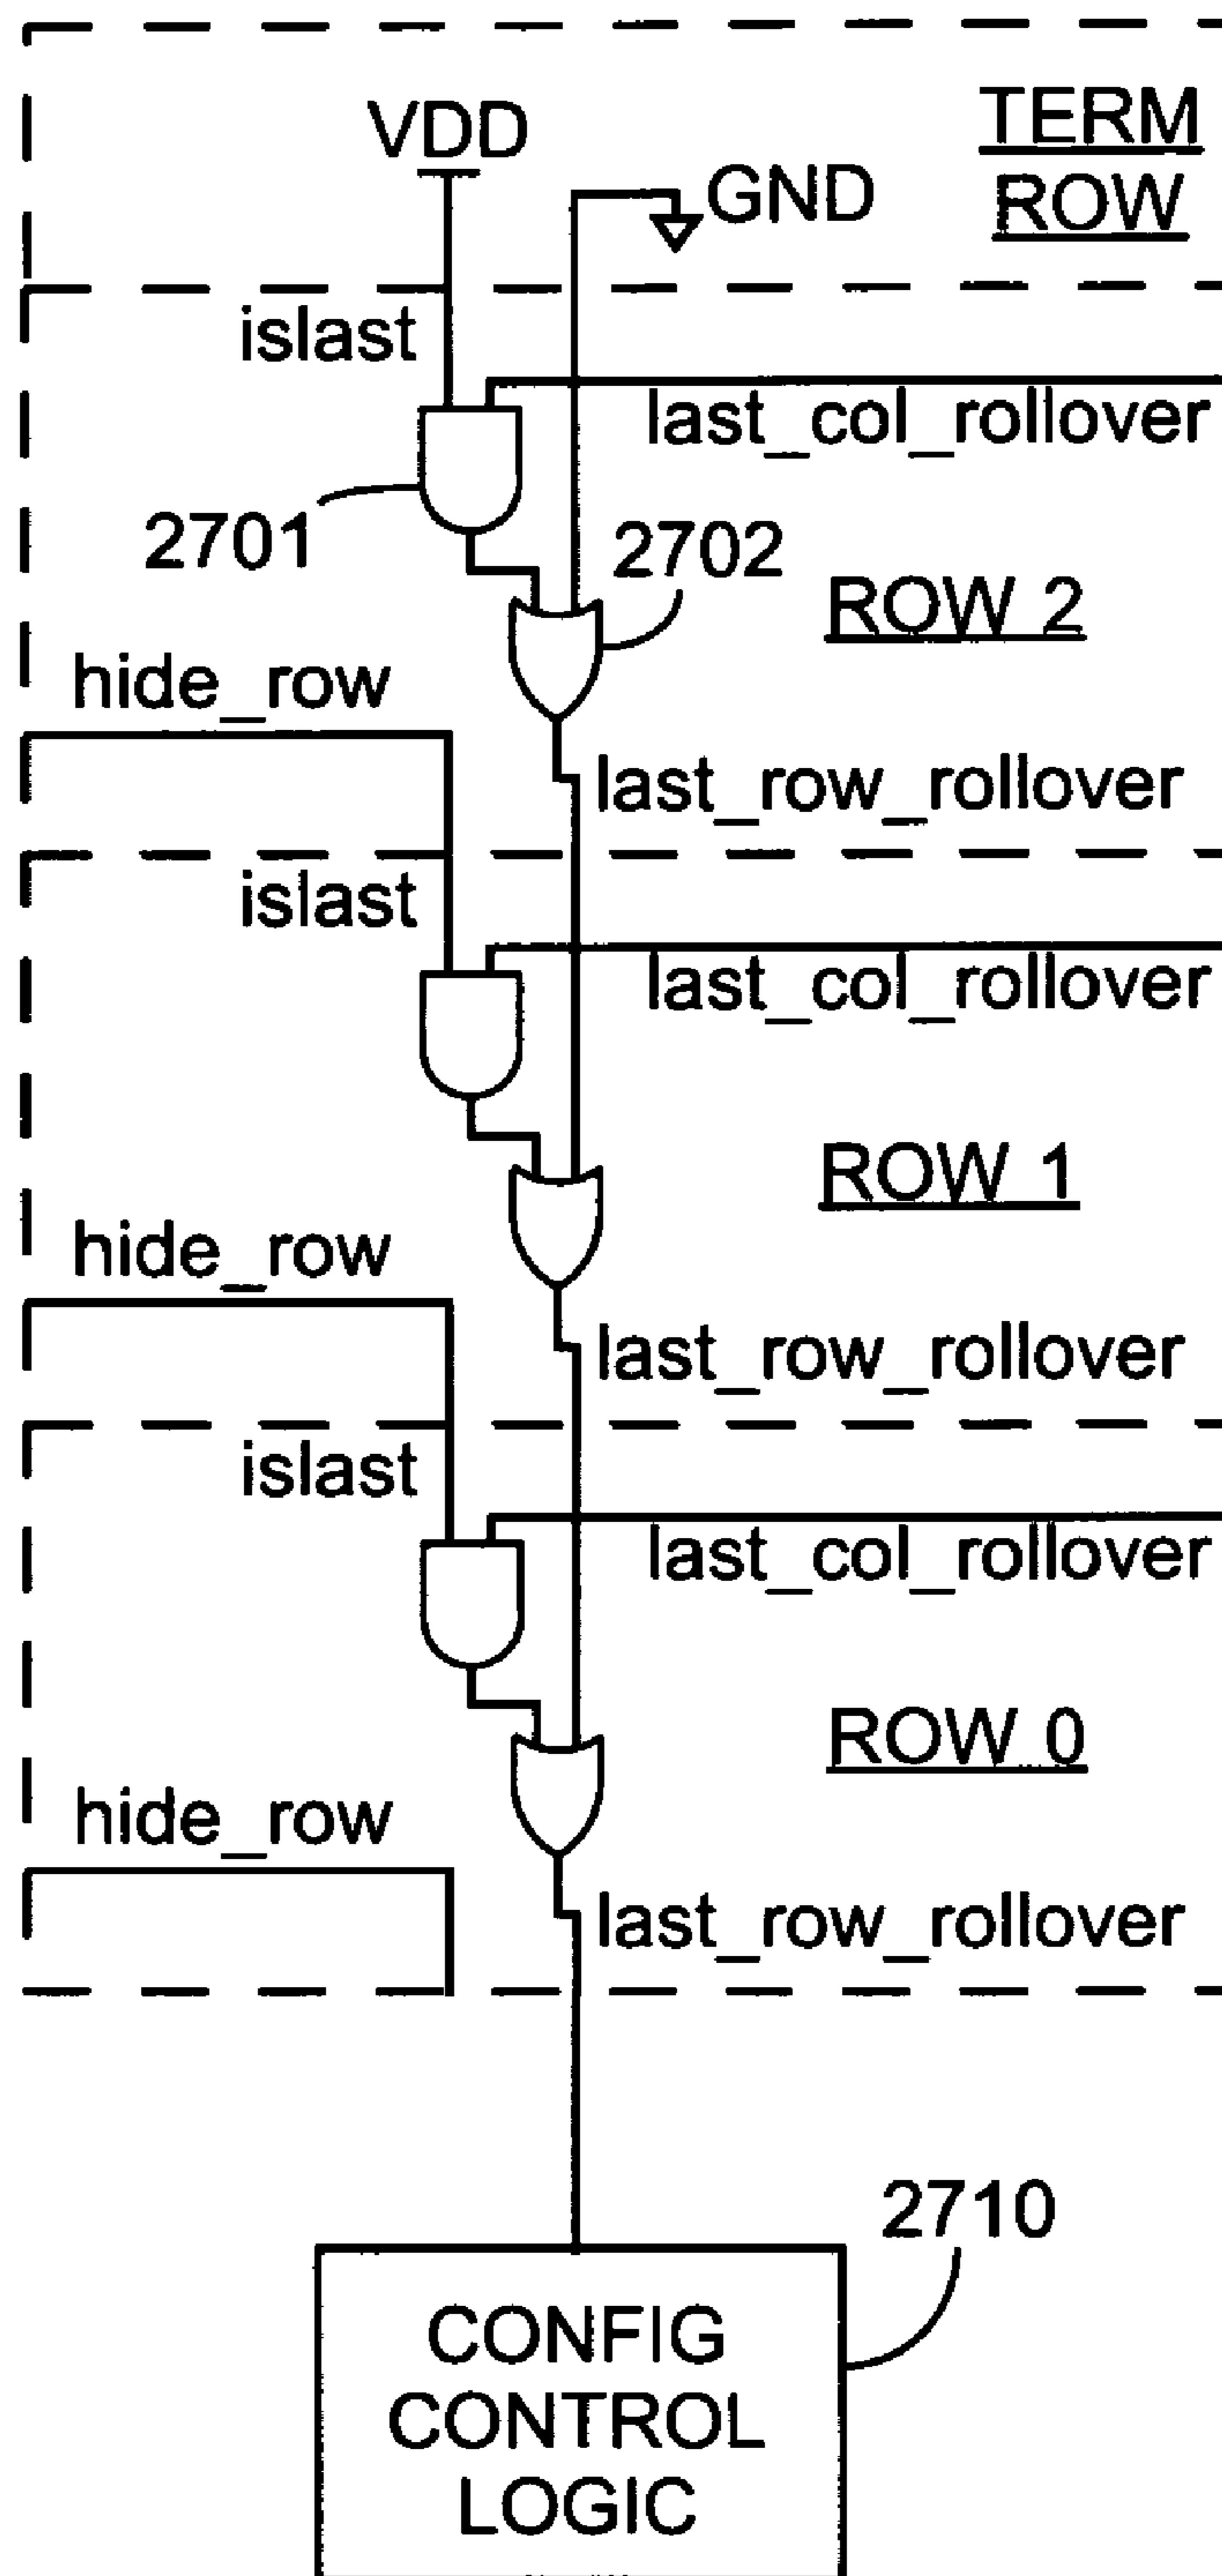 TERM
ROW
VDD
GND
islast
last_col_rollover
2701
2702
ROW 2
hide_row
last_row_rollover
islast
last_col_rollover
ROW 1
hide_row
last_row_rollover
islast
last_col_rollover
ROW 0
hide_row
last_row_rollover
2710
CONFIG
CONTROL
LOGIC